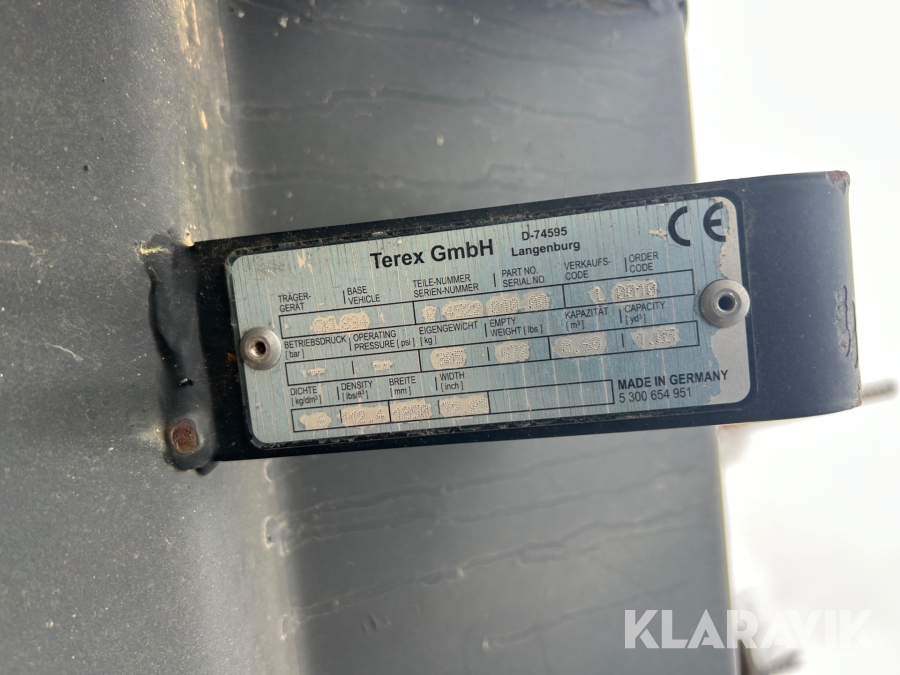 Terex GmbH
D-74595
Langenburg
CE
TRÄGER-
GERÄT
BASE
VEHICLE
TEILE-NUMMER
SERIEN-NUMMER
PART NO.
SERIAL NO.
VERKAUFS-
CODE
ORDER
CODE
BETRIEBSDRUCK
[bar]
OPERATING
PRESSURE [psi]
EIGENGEWICHT
[kg]
EMPTY
WEIGHT [lbs]
KAPAZITÄT
[m³]
CAPACITY
[yd³]
DICHTE
[kg/dm³]
DENSITY
[lbs/ft³]
BREITE
[mm]
WIDTH
[inch]
MADE IN GERMANY
5 300 654 951
KLARAVIK